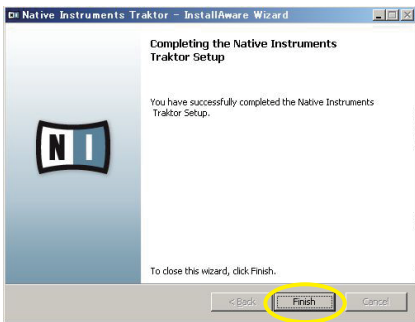 Native Instruments Traktor - InstallAware Wizard
Completing the Native Instruments
Traktor Setup
You have successfully completed the Native Instruments
Traktor Setup.
NI
To close this wizard, click Finish.
< Back
Finish
Cancel